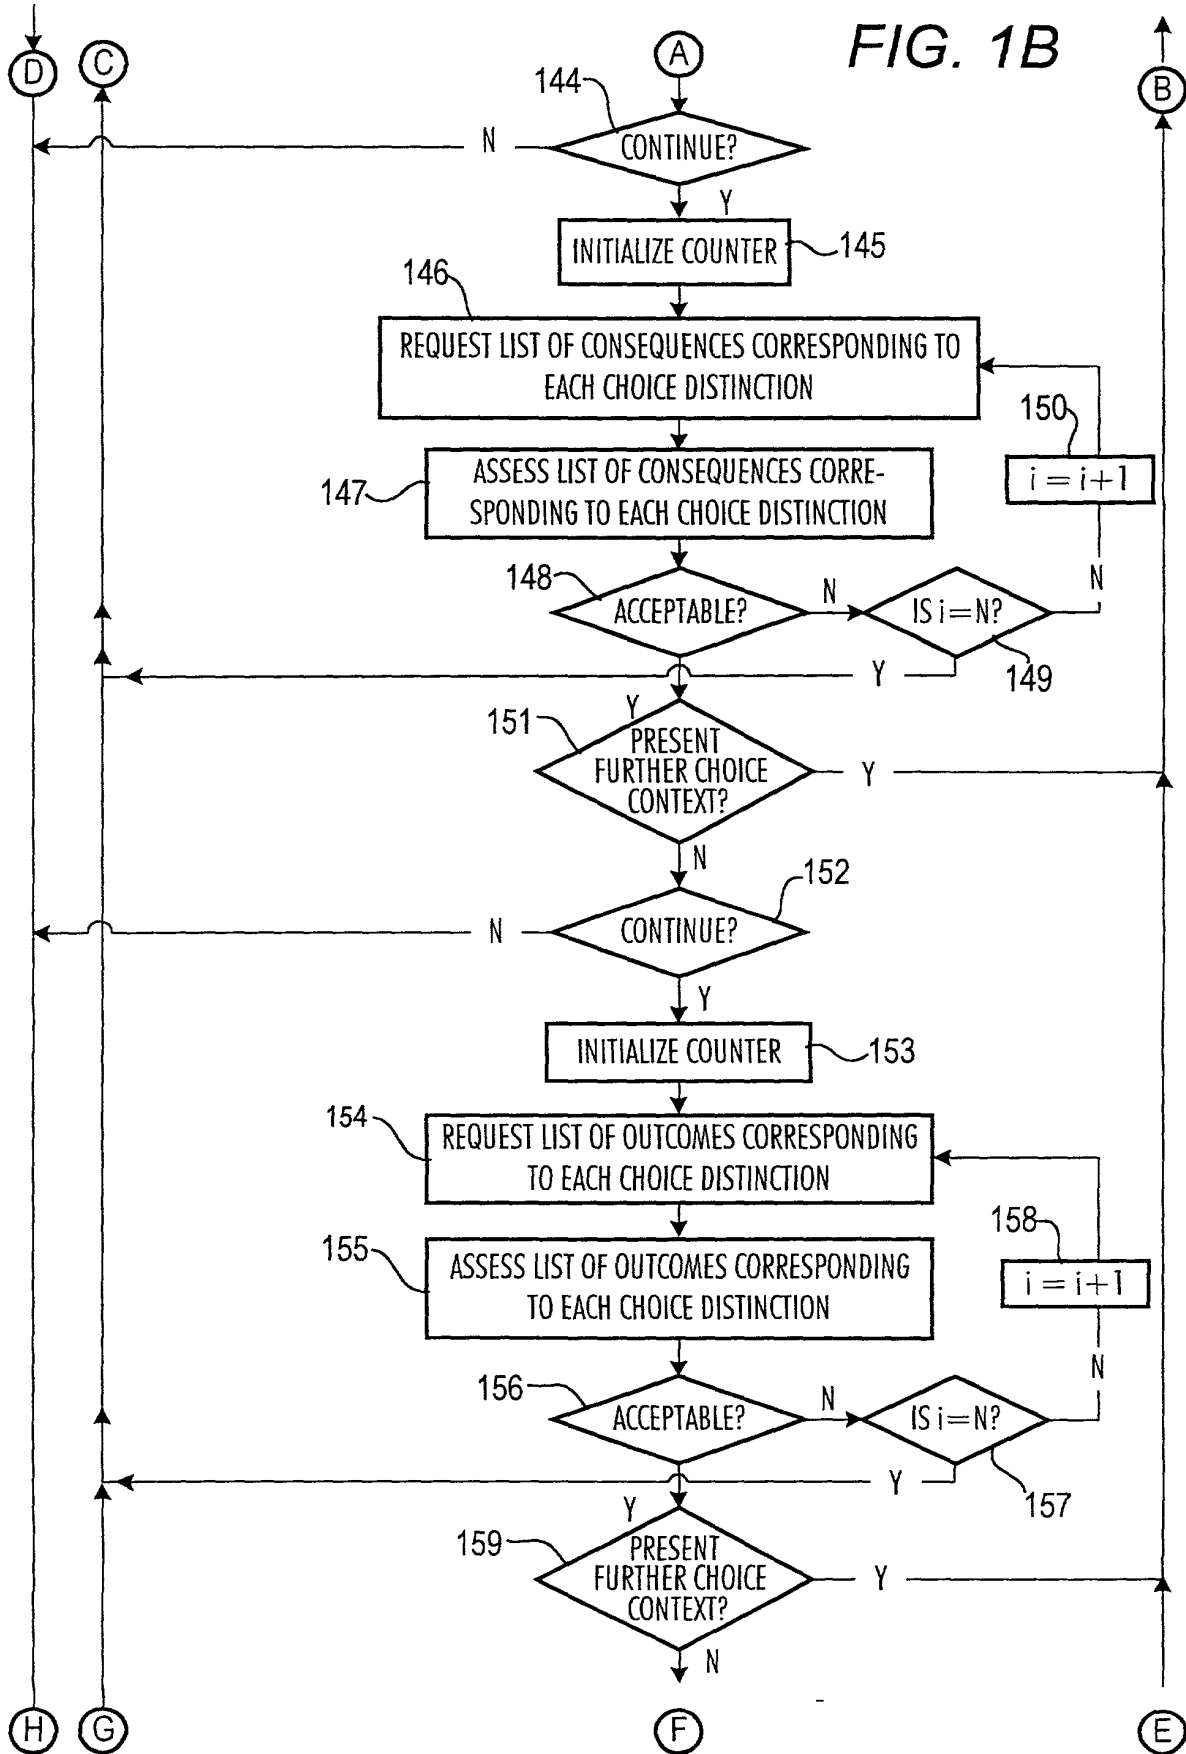 FIG. 1B
D
C
A
B
144
CONTINUE?
N
Y
INITIALIZE COUNTER
145
146
REQUEST LIST OF CONSEQUENCES CORRESPONDING TO
EACH CHOICE DISTINCTION
150
i = i+1
147
ASSESS LIST OF CONSEQUENCES CORRE-
SPONDING TO EACH CHOICE DISTINCTION
148
ACCEPTABLE?
N
IS i=N?
N
149
Y
Y
151
PRESENT
FURTHER CHOICE
CONTEXT?
Y
N
152
CONTINUE?
N
Y
INITIALIZE COUNTER
153
154
REQUEST LIST OF OUTCOMES CORRESPONDING
TO EACH CHOICE DISTINCTION
158
i = i+1
155
ASSESS LIST OF OUTCOMES CORRESPONDING
TO EACH CHOICE DISTINCTION
156
ACCEPTABLE?
N
IS i=N?
N
157
Y
Y
159
PRESENT
FURTHER CHOICE
CONTEXT?
Y
N
H
G
F
E